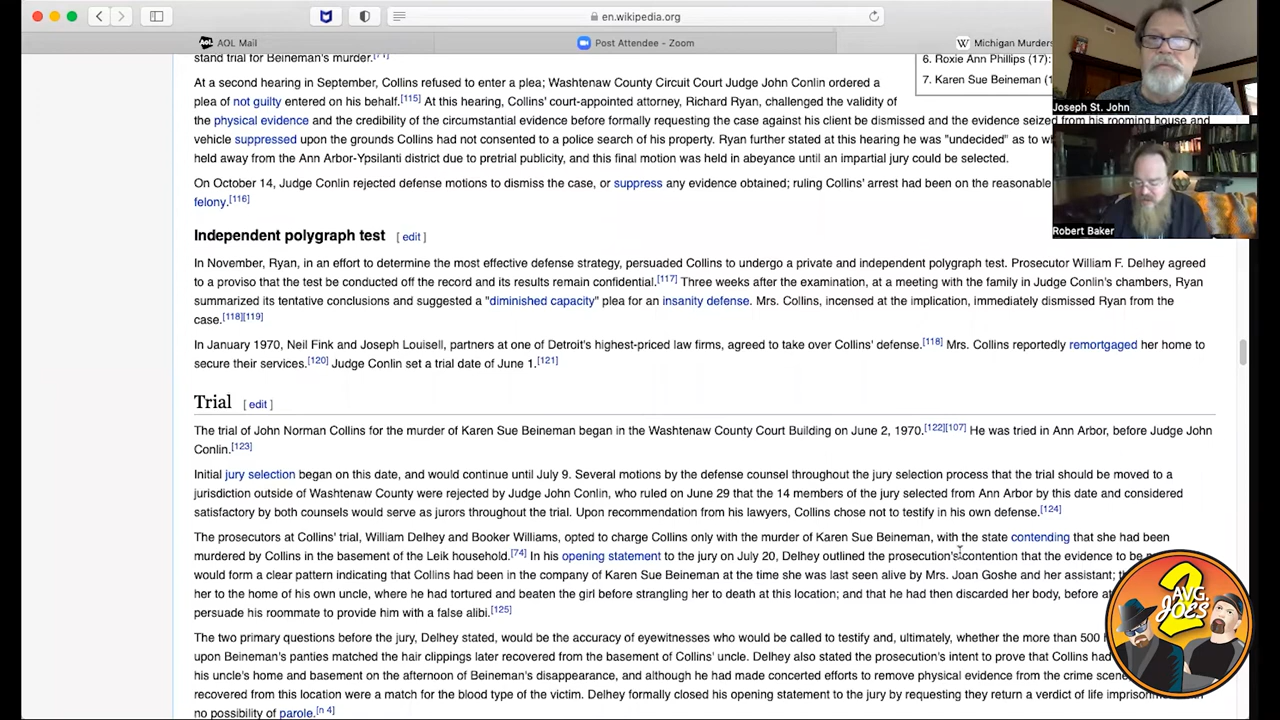 en.wikipedia.org
AOL Mail
Post Attendee - Zoom
W Michigan Murders
stand trial for Beineman's murder.[71]
6. Roxie Ann Phillips (17):
7. Karen Sue Beineman (1
At a second hearing in September, Collins refused to enter a plea; Washtenaw County Circuit Court Judge John Conlin ordered a
plea of not guilty entered on his behalf.[115] At this hearing, Collins' court-appointed attorney, Richard Ryan, challenged the validity of
the physical evidence and the credibility of the circumstantial evidence before formally requesting the case against his client be dismissed and the evidence seized from his rooming house and
vehicle suppressed upon the grounds Collins had not consented to a police search of his property. Ryan further stated at this hearing he was "undecided" as to w
held away from the Ann Arbor-Ypsilanti district due to pretrial publicity, and this final motion was held in abeyance until an impartial jury could be selected.
On October 14, Judge Conlin rejected defense motions to dismiss the case, or suppress any evidence obtained; ruling Collins' arrest had been on the reasonable
felony.[116]
Joseph St. John
Robert Baker
Independent polygraph test [ edit ]
In November, Ryan, in an effort to determine the most effective defense strategy, persuaded Collins to undergo a private and independent polygraph test. Prosecutor William F. Delhey agreed
to a proviso that the test be conducted off the record and its results remain confidential.[117] Three weeks after the examination, at a meeting with the family in Judge Conlin's chambers, Ryan
summarized its tentative conclusions and suggested a "diminished capacity" plea for an insanity defense. Mrs. Collins, incensed at the implication, immediately dismissed Ryan from the
case.[118][119]
In January 1970, Neil Fink and Joseph Louisell, partners at one of Detroit's highest-priced law firms, agreed to take over Collins' defense.[118] Mrs. Collins reportedly remortgaged her home to
secure their services.[120] Judge Conlin set a trial date of June 1.[121]
Trial [ edit ]
The trial of John Norman Collins for the murder of Karen Sue Beineman began in the Washtenaw County Court Building on June 2, 1970.[122][107] He was tried in Ann Arbor, before Judge John
Conlin.[123]
Initial jury selection began on this date, and would continue until July 9. Several motions by the defense counsel throughout the jury selection process that the trial should be moved to a
jurisdiction outside of Washtenaw County were rejected by Judge John Conlin, who ruled on June 29 that the 14 members of the jury selected from Ann Arbor by this date and considered
satisfactory by both counsels would serve as jurors throughout the trial. Upon recommendation from his lawyers, Collins chose not to testify in his own defense.[124]
The prosecutors at Collins' trial, William Delhey and Booker Williams, opted to charge Collins only with the murder of Karen Sue Beineman, with the state contending that she had been
murdered by Collins in the basement of the Leik household.[74] In his opening statement to the jury on July 20, Delhey outlined the prosecution's contention that the evidence to be
would form a clear pattern indicating that Collins had been in the company of Karen Sue Beineman at the time she was last seen alive by Mrs. Joan Goshe and her assistant;
her to the home of his own uncle, where he had tortured and beaten the girl before strangling her to death at this location; and that he had then discarded her body, before
persuade his roommate to provide him with a false alibi.[125]
The two primary questions before the jury, Delhey stated, would be the accuracy of eyewitnesses who would be called to testify and, ultimately, whether the more than 500
upon Beineman's panties matched the hair clippings later recovered from the basement of Collins' uncle. Delhey also stated the prosecution's intent to prove that Collins had
his uncle's home and basement on the afternoon of Beineman's disappearance, and although he had made concerted efforts to remove physical evidence from the crime
recovered from this location were a match for the blood type of the victim. Delhey formally closed his opening statement to the jury by requesting they return a verdict of life
no possibility of parole.[n 4]
2 AVG. JOES